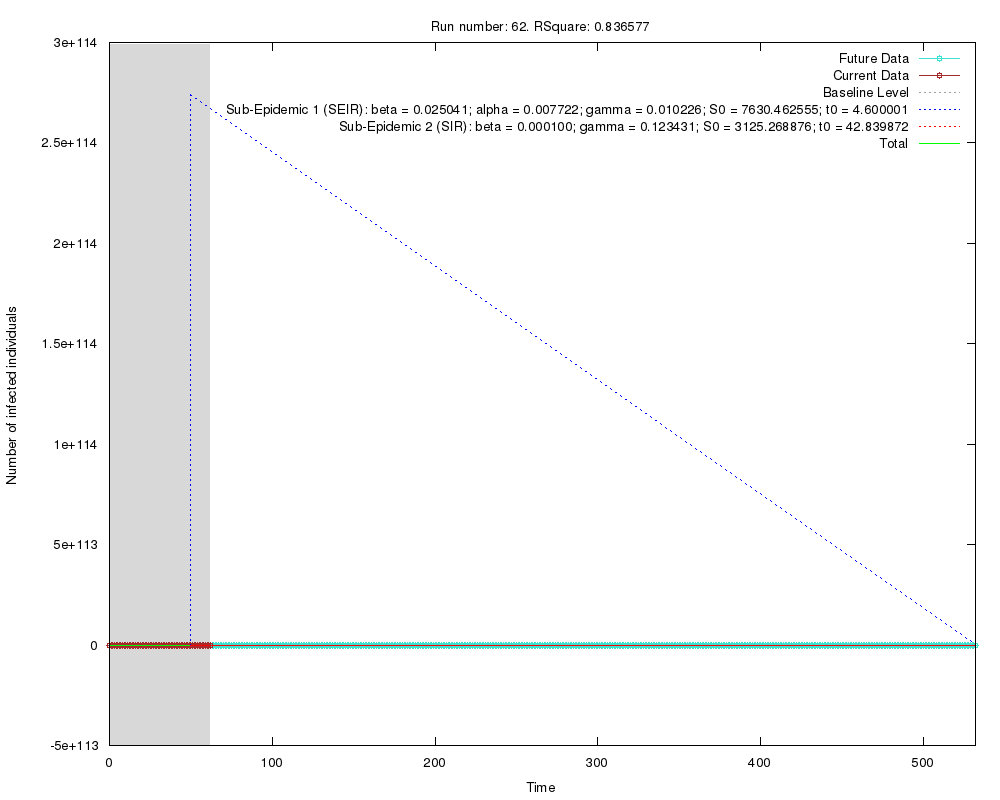 Run number: 62. RSquare: 0.836577
3e+114
2.5e+114
2e+114
1.5e+114
1e+114
5e+113
0
-5e+113
Number of infected individuals
Future Data
Current Data
Baseline Level
Sub-Epidemic 1 (SEIR): beta = 0.025041; alpha = 0.007722; gamma = 0.010226; S0 = 7630.462555; t0 = 4.600001
Sub-Epidemic 2 (SIR): beta = 0.000100; gamma = 0.123431; S0 = 3125.268876; t0 = 42.839872
Total
0 100 200 300 400 500
Time